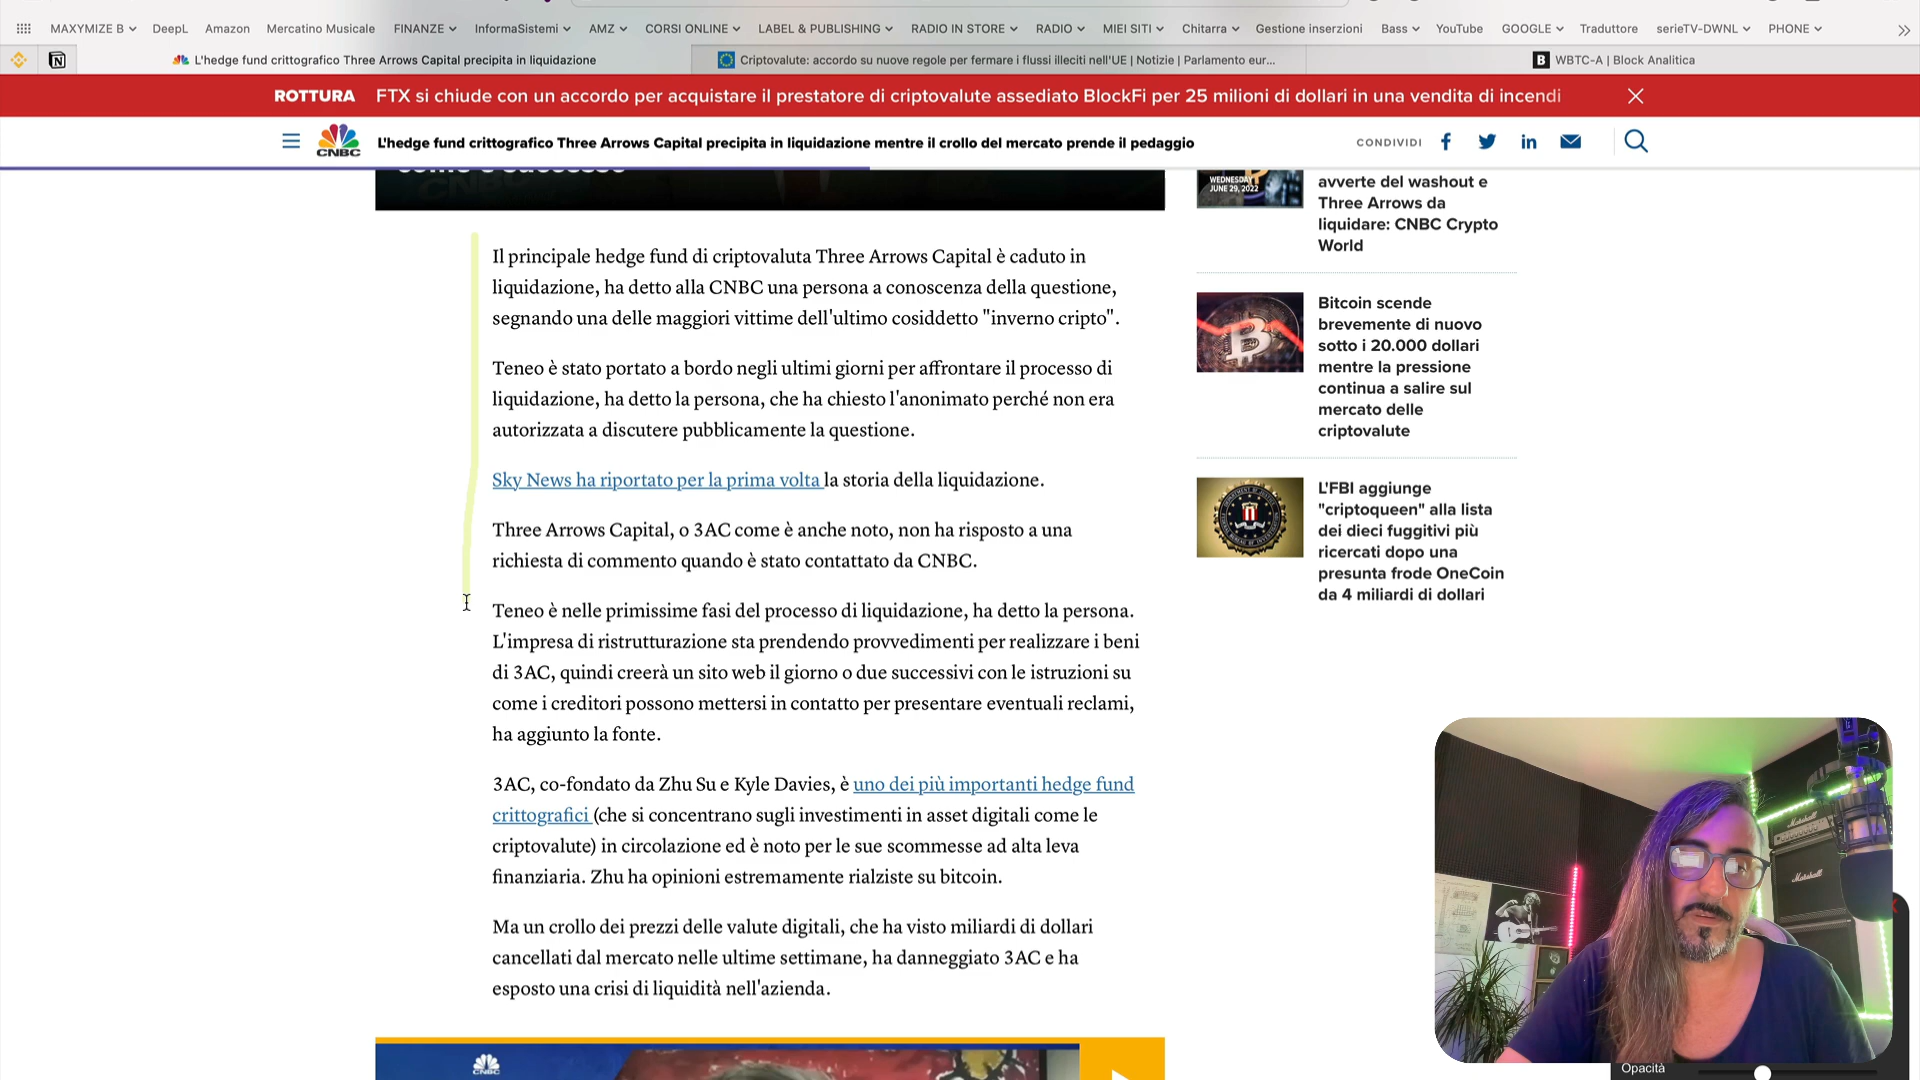 MAXYMIZE B
DeepL
Amazon
Mercatino Musicale
FINANZE
InformaSistemi
AMZ
CORSI ONLINE
LABEL & PUBLISHING
RADIO IN STORE
RADIO
MIEI SITI
Chitarra
Gestione inserzioni
Bass
YouTube
GOOGLE
Traduttore
serieTV-DWNL
PHONE
L'hedge fund crittografico Three Arrows Capital precipita in liquidazione
Criptovalute: accordo su nuove regole per fermare i flussi illeciti nell'UE | Notizie | Parlamento eur...
B WBTC-A | Block Analitica
ROTTURA FTX si chiude con un accordo per acquistare il prestatore di criptovalute assediato BlockFi per 25 milioni di dollari in una vendita di incendi
CNBC
L'hedge fund crittografico Three Arrows Capital precipita in liquidazione mentre il crollo del mercato prende il pedaggio
CONDIVIDI
Il principale hedge fund di criptovaluta Three Arrows Capital è caduto in
liquidazione, ha detto alla CNBC una persona a conoscenza della questione,
segnando una delle maggiori vittime dell'ultimo cosiddetto "inverno cripto".
Teneo è stato portato a bordo negli ultimi giorni per affrontare il processo di
liquidazione, ha detto la persona, che ha chiesto l'anonimato perché non era
autorizzata a discutere pubblicamente la questione.
Sky News ha riportato per la prima volta la storia della liquidazione.
Three Arrows Capital, o 3AC come è anche noto, non ha risposto a una
richiesta di commento quando è stato contattato da CNBC.
Teneo è nelle primissime fasi del processo di liquidazione, ha detto la persona.
L'impresa di ristrutturazione sta prendendo provvedimenti per realizzare i beni
di 3AC, quindi creerà un sito web il giorno o due successivi con le istruzioni su
come i creditori possono mettersi in contatto per presentare eventuali reclami,
ha aggiunto la fonte.
3AC, co-fondato da Zhu Su e Kyle Davies, è uno dei più importanti hedge fund
crittografici (che si concentrano sugli investimenti in asset digitali come le
criptovalute) in circolazione ed è noto per le sue scommesse ad alta leva
finanziaria. Zhu ha opinioni estremamente rialziste su bitcoin.
Ma un crollo dei prezzi delle valute digitali, che ha visto miliardi di dollari
cancellati dal mercato nelle ultime settimane, ha danneggiato 3AC e ha
esposto una crisi di liquidità nell'azienda.
CNBC
WEDNESDAY
JUNE 29, 2022
avverte del washout e
Three Arrows da
liquidare: CNBC Crypto
World
Bitcoin scende
brevemente di nuovo
sotto i 20.000 dollari
mentre la pressione
continua a salire sul
mercato delle
criptovalute
L'FBI aggiunge
"criptoqueen" alla lista
dei dieci fuggitivi più
ricercati dopo una
presunta frode OneCoin
da 4 miliardi di dollari
Marshall
Marshall
Opacità